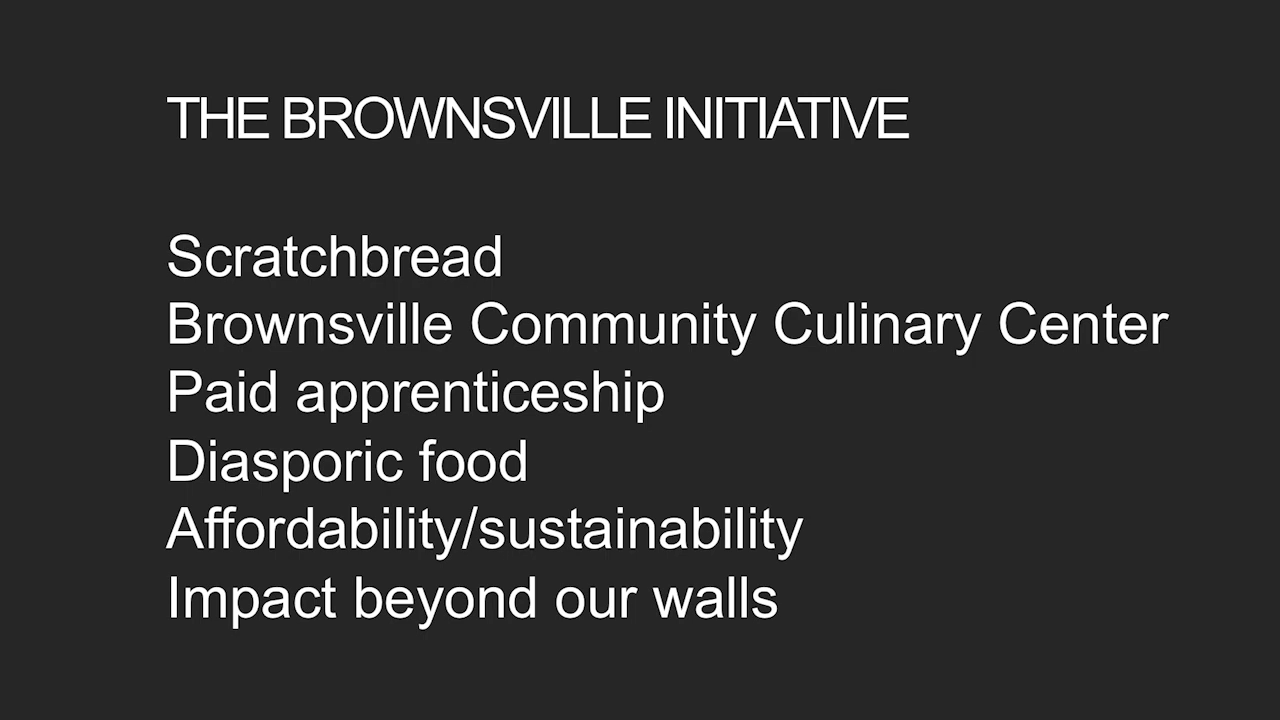 THE BROWNSVILLE INITIATIVE
Scratchbread
Brownsville Community Culinary Center
Paid apprenticeship
Diasporic food
Affordability/sustainability
Impact beyond our walls